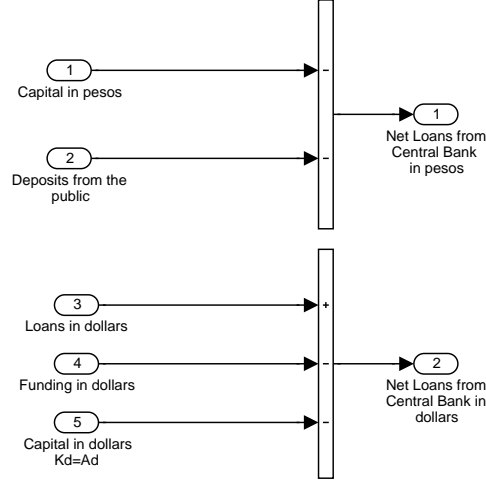 1
Capital in pesos
-
1
Net Loans from
Central Bank
in pesos
2
Deposits from the
public
-
3
Loans in dollars
+
4
Funding in dollars
-
2
Net Loans from
Central Bank in
dollars
5
Capital in dollars
Kd=Ad
-